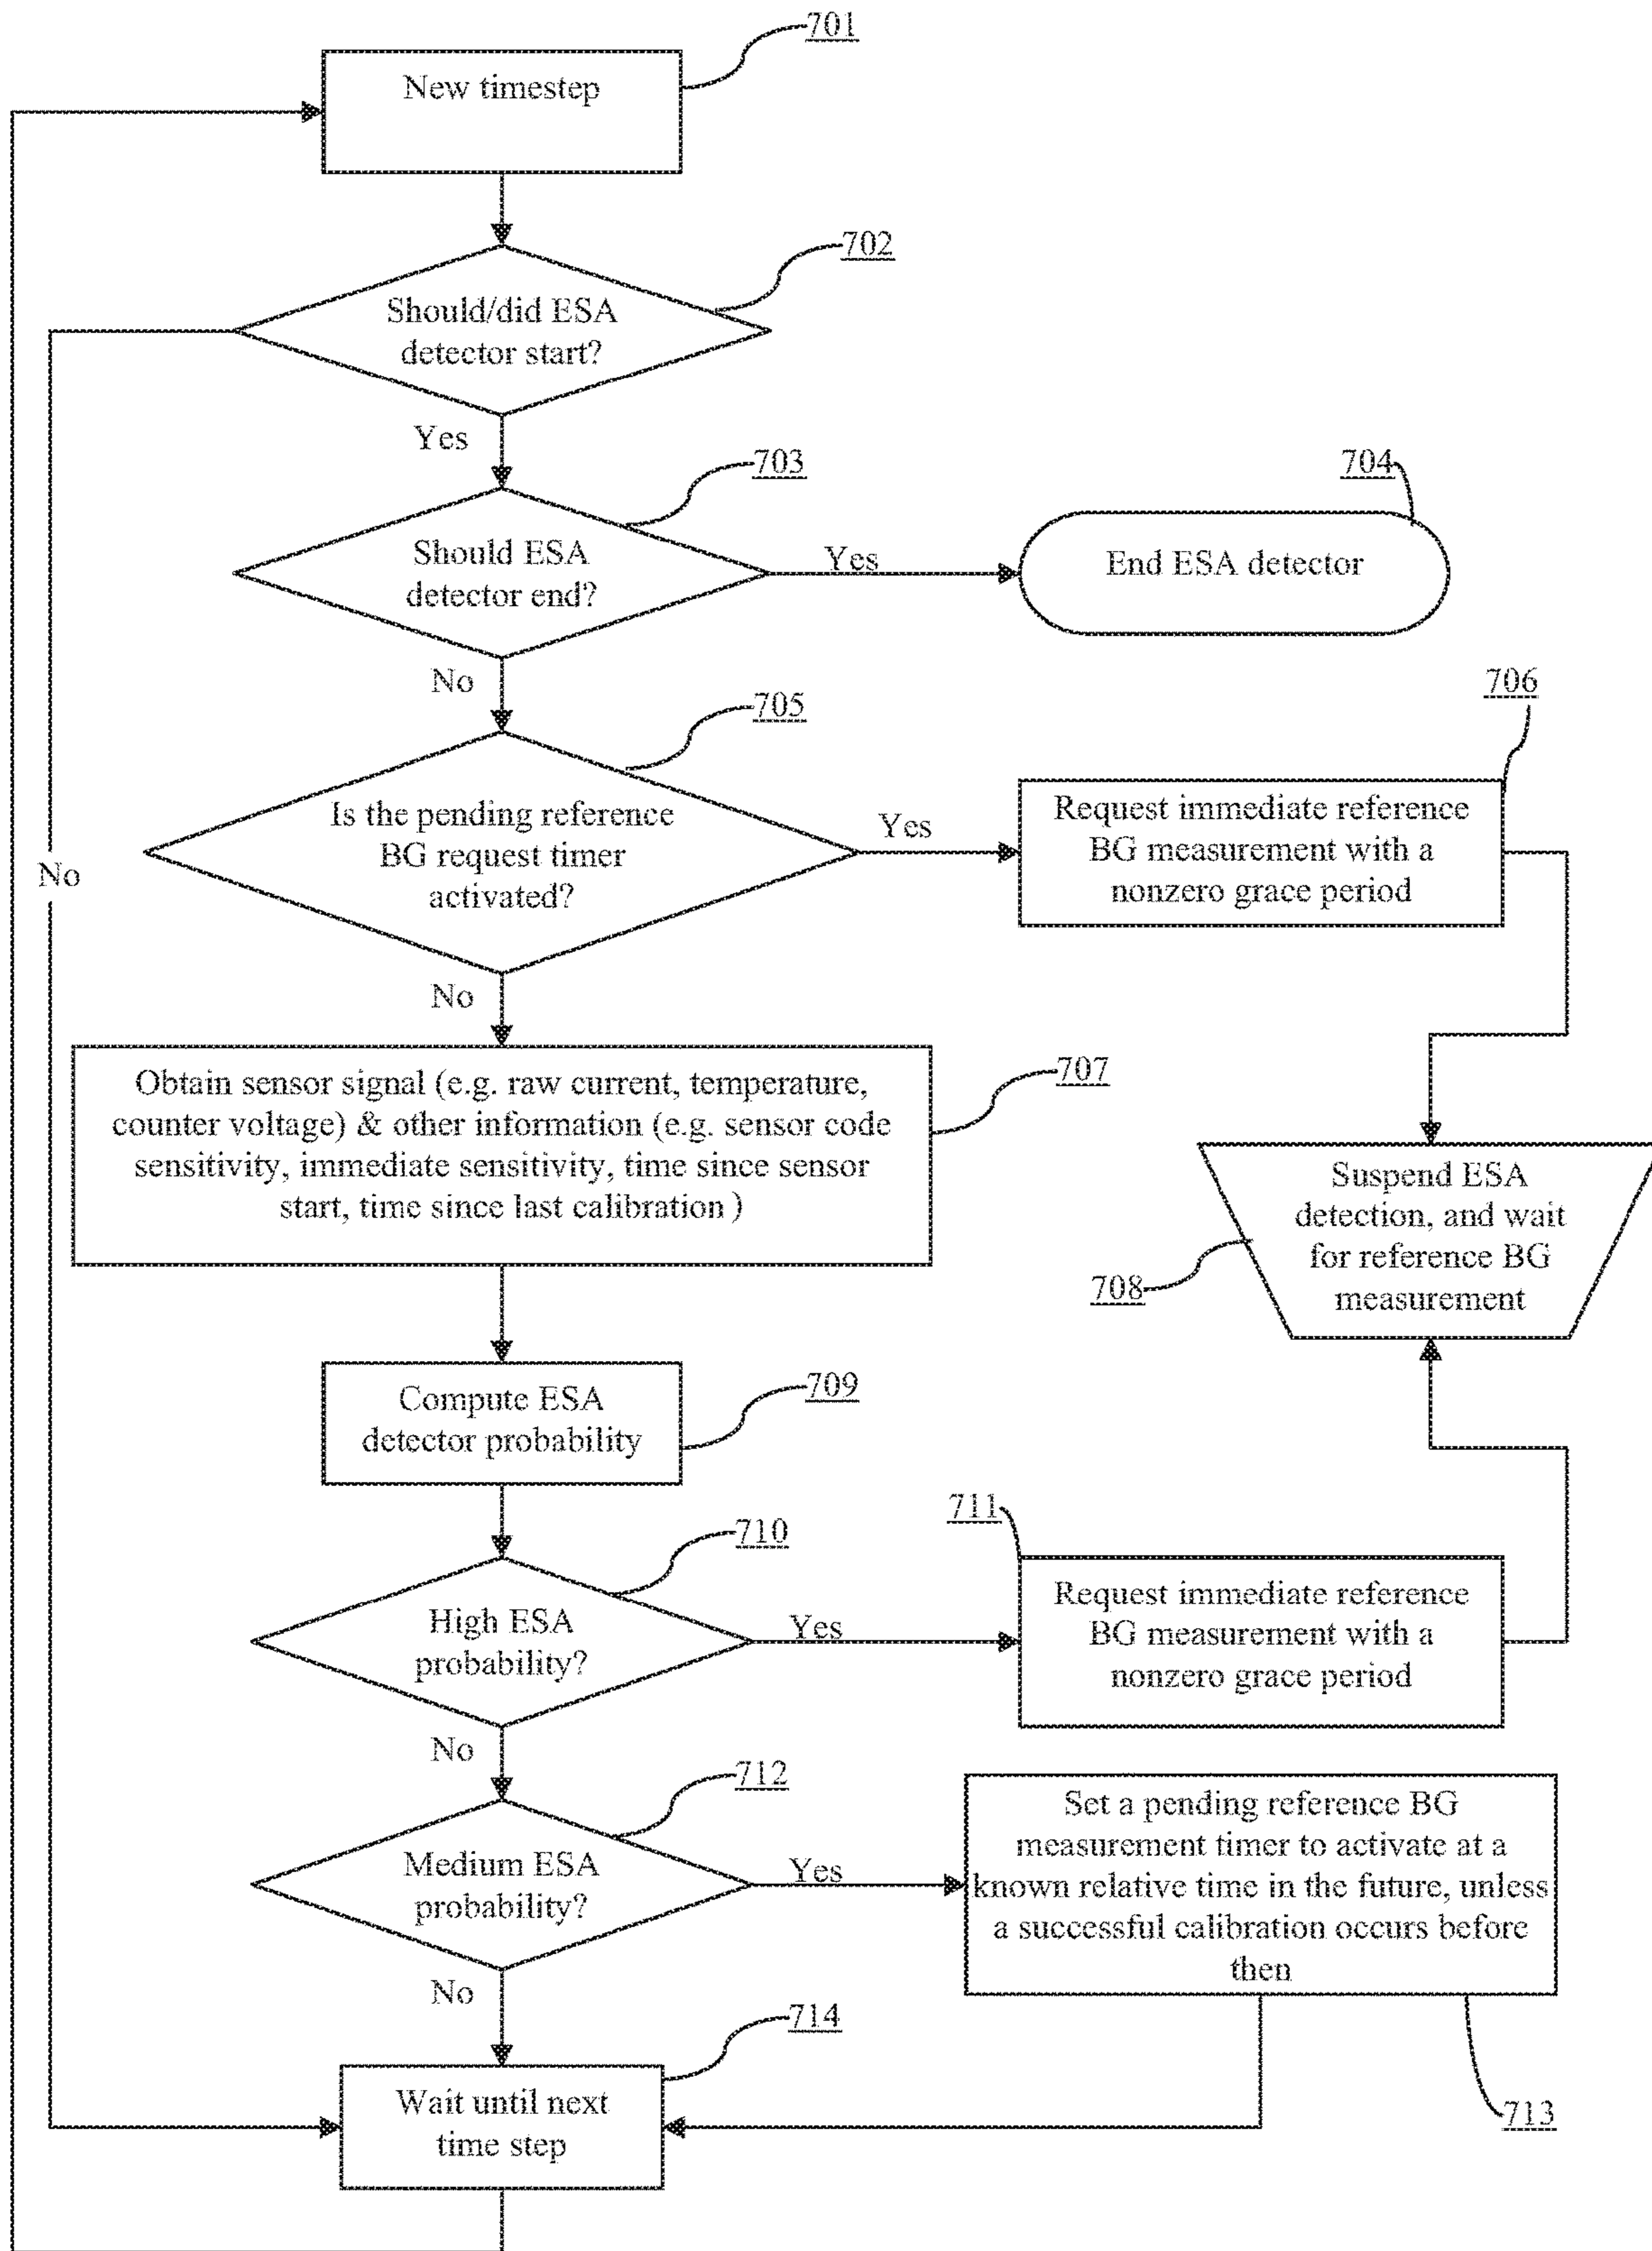 701
New timestep
702
Should/did ESA
detector start?
Yes
703
704
Should ESA
detector end?
Yes
End ESA detector
No
705
706
Is the pending reference
BG request timer
activated?
Yes
Request immediate reference
BG measurement with a
nonzero grace period
No
No
707
Obtain sensor signal (e.g. raw current, temperature,
counter voltage) & other information (e.g. sensor code
sensitivity, immediate sensitivity, time since sensor
start, time since last calibration )
Suspend ESA
detection, and wait
for reference BG
measurement
708
709
Compute ESA
detector probability
710
711
High ESA
probability?
Yes
Request immediate reference
BG measurement with a
nonzero grace period
No
712
Medium ESA
probability?
Yes
Set a pending reference BG
measurement timer to activate at a
known relative time in the future, unless
a successful calibration occurs before
then
No
714
Wait until next
time step
713